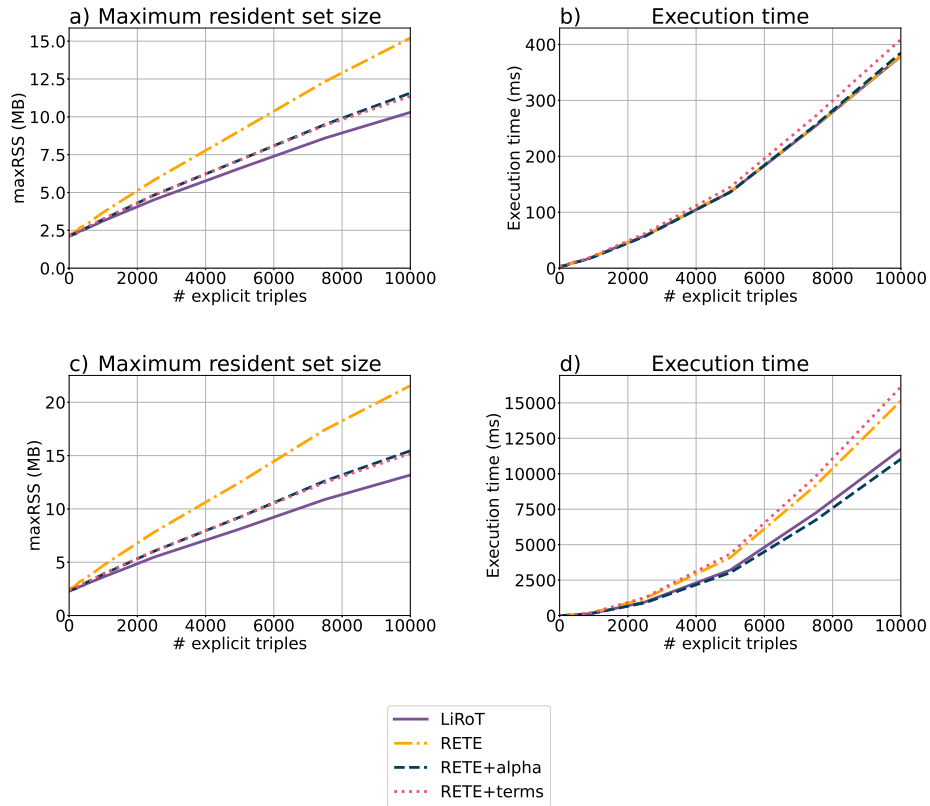 a) Maximum resident set size
maxRSS (MB)
15.0
12.5
10.0
7.5
5.0
2.5
0.0
0 2000 4000 6000 8000 10000
# explicit triples
b) Execution time
Execution time (ms)
400
300
200
100
0
0 2000 4000 6000 8000 10000
# explicit triples
c) Maximum resident set size
maxRSS (MB)
20
15
10
5
0
0 2000 4000 6000 8000 10000
# explicit triples
d) Execution time
Execution time (ms)
15000
12500
10000
7500
5000
2500
0
0 2000 4000 6000 8000 10000
# explicit triples
LiRoT
RETE
RETE+alpha
RETE+terms